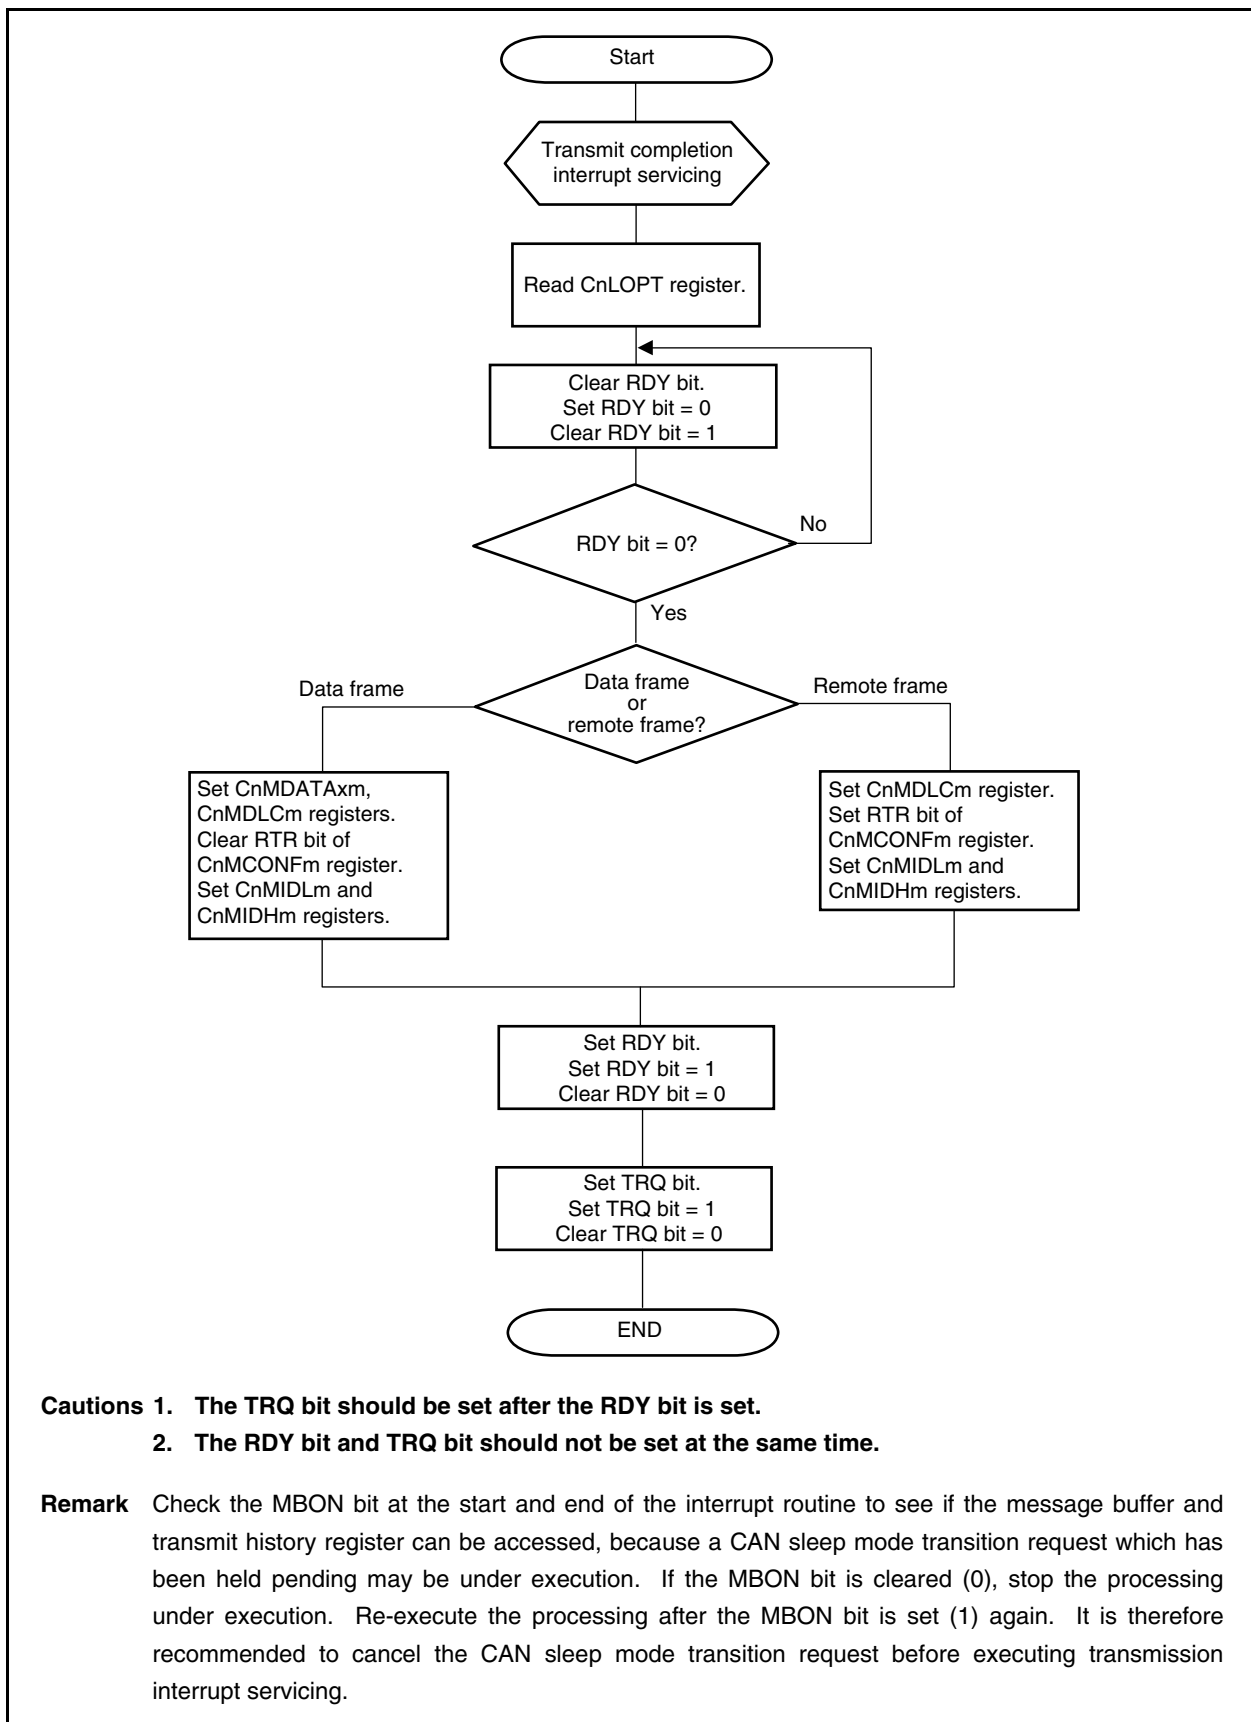 Start
Transmit completion
interrupt servicing
Read CnLOPT register.
Clear RDY bit.
Set RDY bit = 0
Clear RDY bit = 1
RDY bit = 0?
No
Yes
Data frame
or
remote frame?
Data frame
Remote frame
Set CnMDATAxm,
CnMDLCm registers.
Clear RTR bit of
CnMCONFm register.
Set CnMIDLm and
CnMIDHm registers.
Set CnMDLCm register.
Set RTR bit of
CnMCONFm register.
Set CnMIDLm and
CnMIDHm registers.
Set RDY bit.
Set RDY bit = 1
Clear RDY bit = 0
Set TRQ bit.
Set TRQ bit = 1
Clear TRQ bit = 0
END
Cautions 1. The TRQ bit should be set after the RDY bit is set.
2. The RDY bit and TRQ bit should not be set at the same time.
Remark Check the MBON bit at the start and end of the interrupt routine to see if the message buffer and
transmit history register can be accessed, because a CAN sleep mode transition request which has
been held pending may be under execution. If the MBON bit is cleared (0), stop the processing
under execution. Re-execute the processing after the MBON bit is set (1) again. It is therefore
recommended to cancel the CAN sleep mode transition request before executing transmission
interrupt servicing.